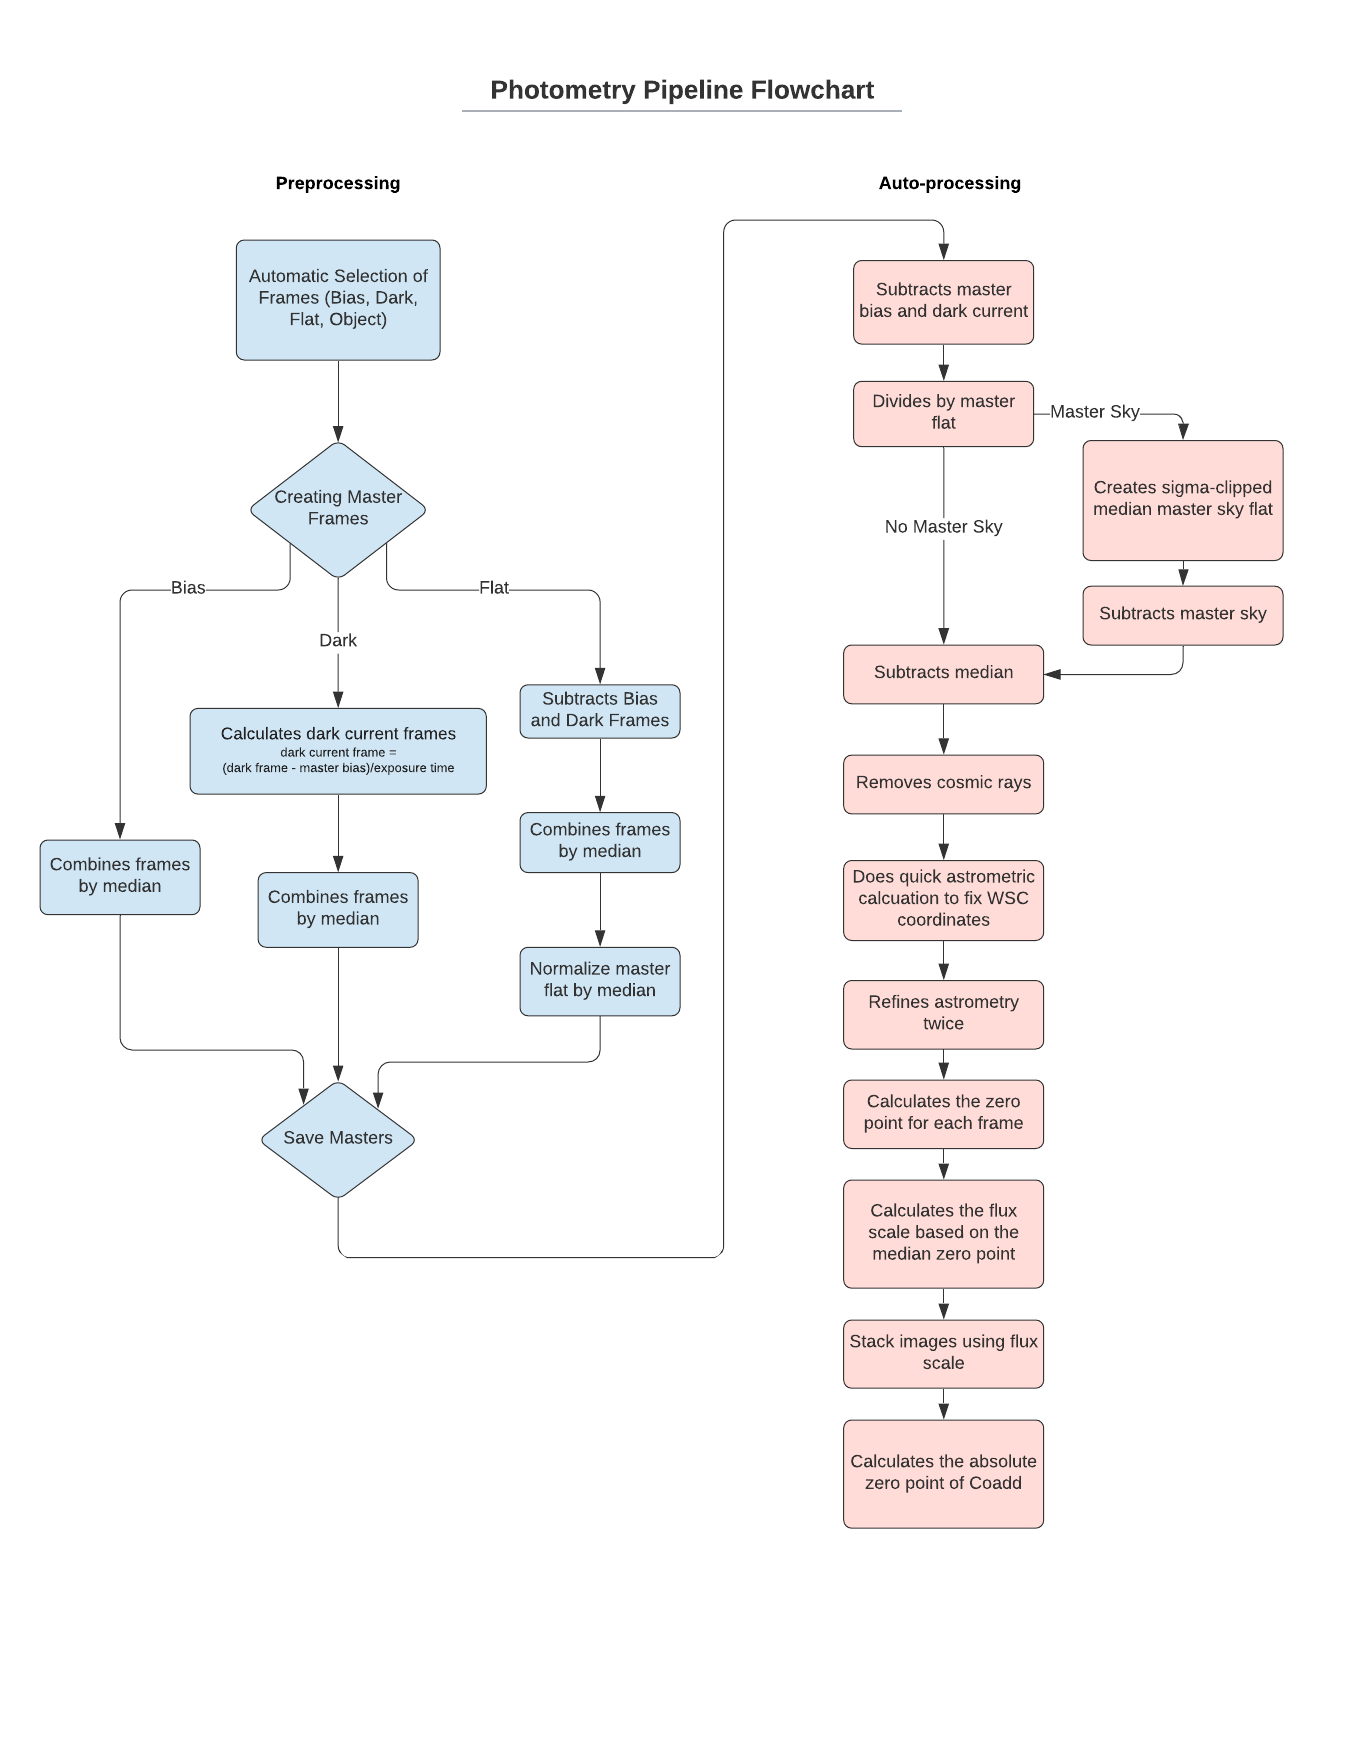 Photometry Pipeline Flowchart
Preprocessing
Automatic Selection of
Frames (Bias, Dark,
Flat, Object)
Creating Master
Frames
Bias
Dark
Flat
Combines frames
by median
Calculates dark current frames
dark current frame =
(dark frame - master bias)/exposure time
Combines frames
by median
Subtracts Bias
and Dark Frames
Combines frames
by median
Normalize master
flat by median
Save Masters
Auto-processing
Subtracts master
bias and dark current
Divides by master
flat
Master Sky
Creates sigma-clipped
median master sky flat
Subtracts master sky
No Master Sky
Subtracts median
Removes cosmic rays
Does quick astrometric
calcuation to fix WSC
coordinates
Refines astrometry
twice
Calculates the zero
point for each frame
Calculates the flux
scale based on the
median zero point
Stack images using flux
scale
Calculates the absolute
zero point of Coadd